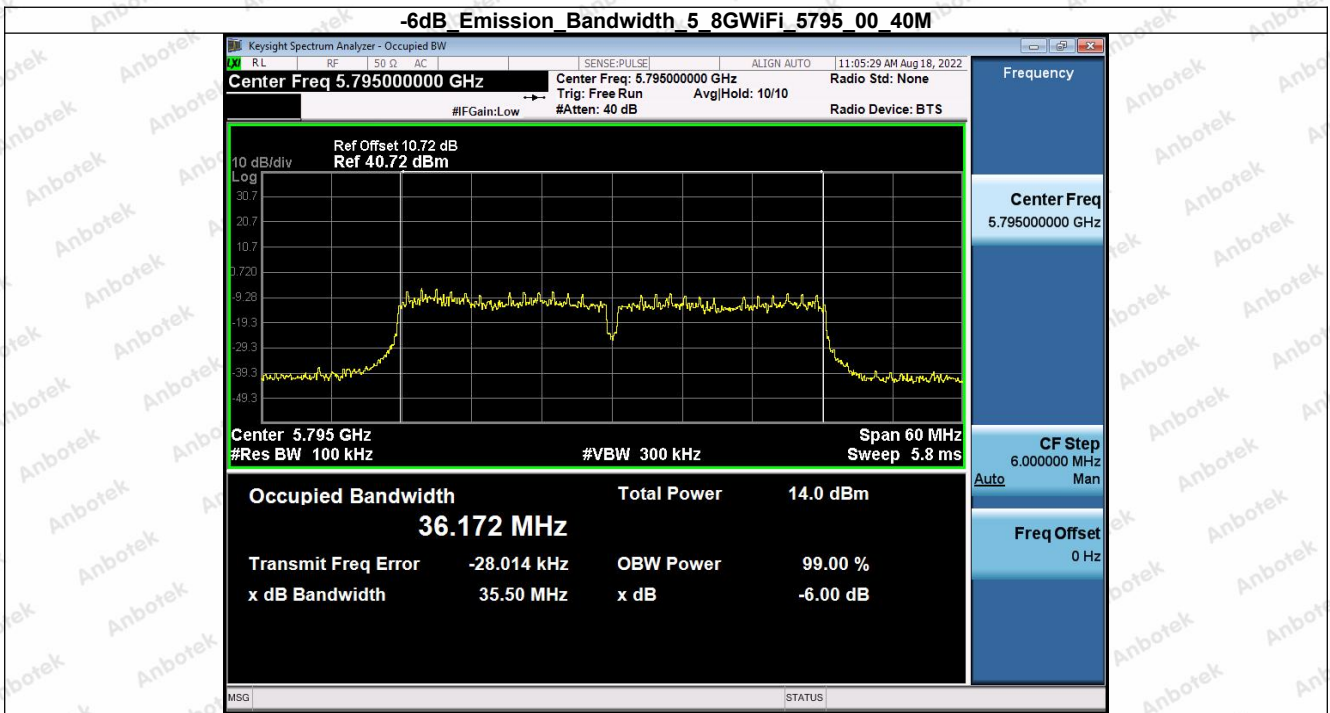 -6dB_Emission_Bandwidth_5_8GWiFi_5795_00_40M
Keysight Spectrum Analyzer - Occupied BW
LXI RL RF 50 Ω AC SENSE:PULSE ALIGN AUTO 11:05:29 AM Aug 18, 2022
Center Freq 5.795000000 GHz
Center Freq: 5.795000000 GHz
Radio Std: None
Trig: Free Run Avg|Hold: 10/10
#IFGain:Low
#Atten: 40 dB
Radio Device: BTS
Frequency
Ref Offset 10.72 dB
10 dB/div Ref 40.72 dBm
Log
30.7
20.7
10.7
0.720
-9.28
-19.3
-29.3
-39.3
-49.3
Center 5.795 GHz Span 60 MHz
#Res BW 100 kHz #VBW 300 kHz Sweep 5.8 ms
Center Freq
5.795000000 GHz
CF Step
6.000000 MHz
Auto Man
Freq Offset
0 Hz
Occupied Bandwidth Total Power 14.0 dBm
36.172 MHz
Transmit Freq Error -28.014 kHz OBW Power 99.00 %
x dB Bandwidth 35.50 MHz x dB -6.00 dB
MSG STATUS
Anbotek